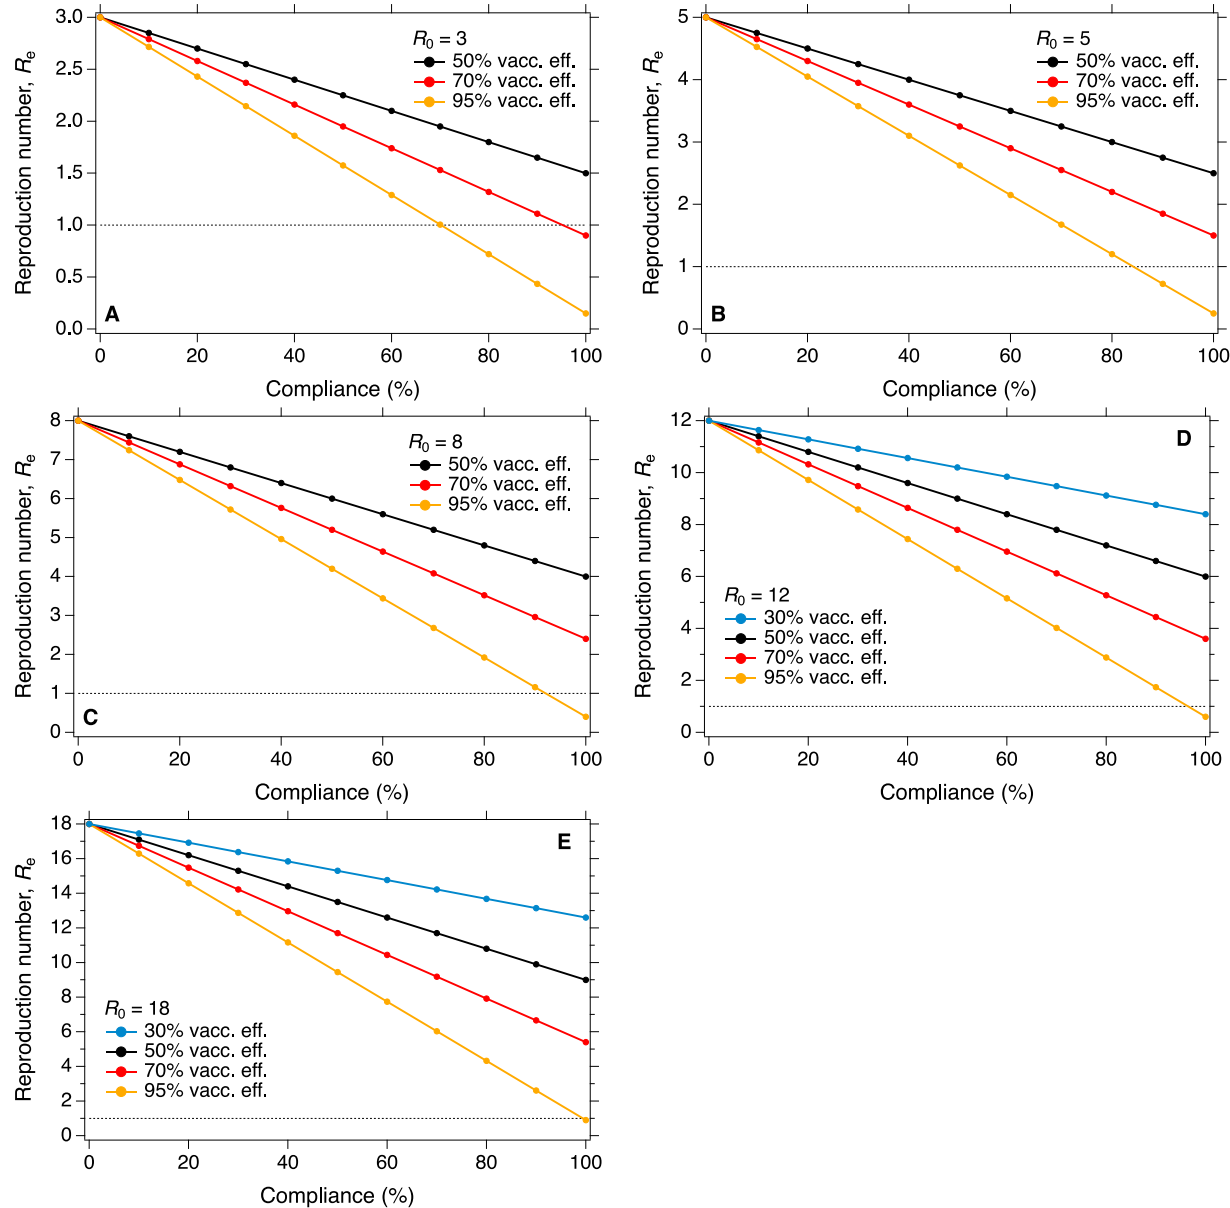 3.0
2.5
2.0
1.5
1.0
0.5
0.0
Reproduction number, Re
R0 = 3
50% vacc. eff.
70% vacc. eff.
95% vacc. eff.
A
0 20 40 60 80 100
Compliance (%)
5
4
3
2
1
0
Reproduction number, Re
R0 = 5
50% vacc. eff.
70% vacc. eff.
95% vacc. eff.
B
0 20 40 60 80 100
Compliance (%)
8
7
6
5
4
3
2
1
0
Reproduction number, Re
R0 = 8
50% vacc. eff.
70% vacc. eff.
95% vacc. eff.
C
0 20 40 60 80 100
Compliance (%)
12
10
8
6
4
2
0
Reproduction number, Re
D
R0 = 12
30% vacc. eff.
50% vacc. eff.
70% vacc. eff.
95% vacc. eff.
0 20 40 60 80 100
Compliance (%)
18
16
14
12
10
8
6
4
2
0
Reproduction number, Re
E
R0 = 18
30% vacc. eff.
50% vacc. eff.
70% vacc. eff.
95% vacc. eff.
0 20 40 60 80 100
Compliance (%)